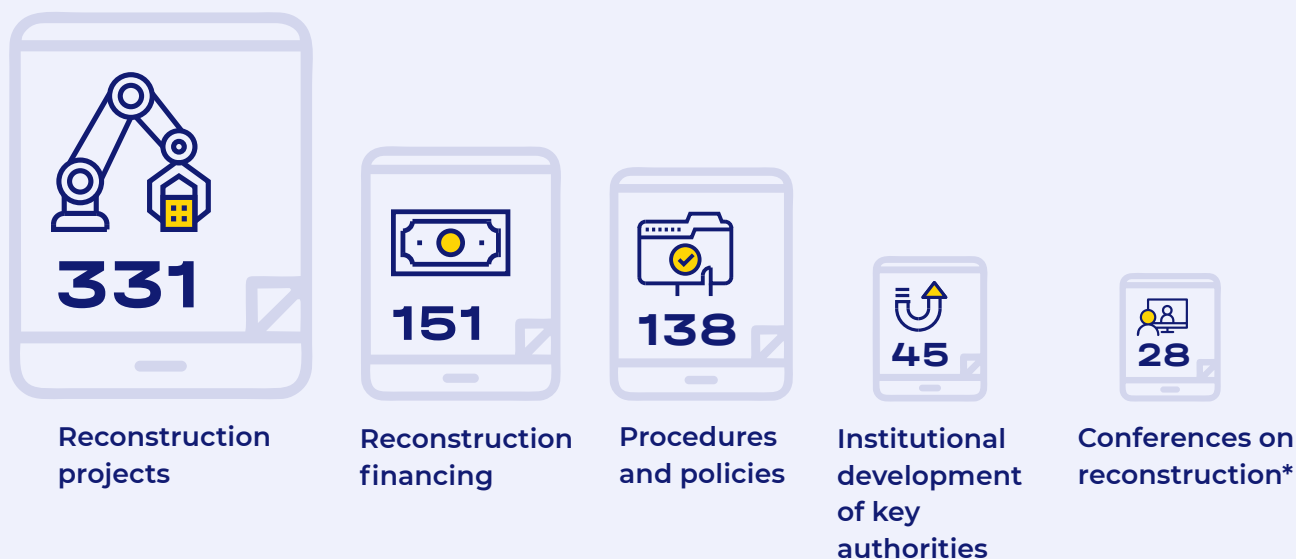 331
Reconstruction
projects
151
Reconstruction
financing
138
Procedures
and policies
45
Institutional
development
of key
authorities
28
Conferences on
reconstruction*